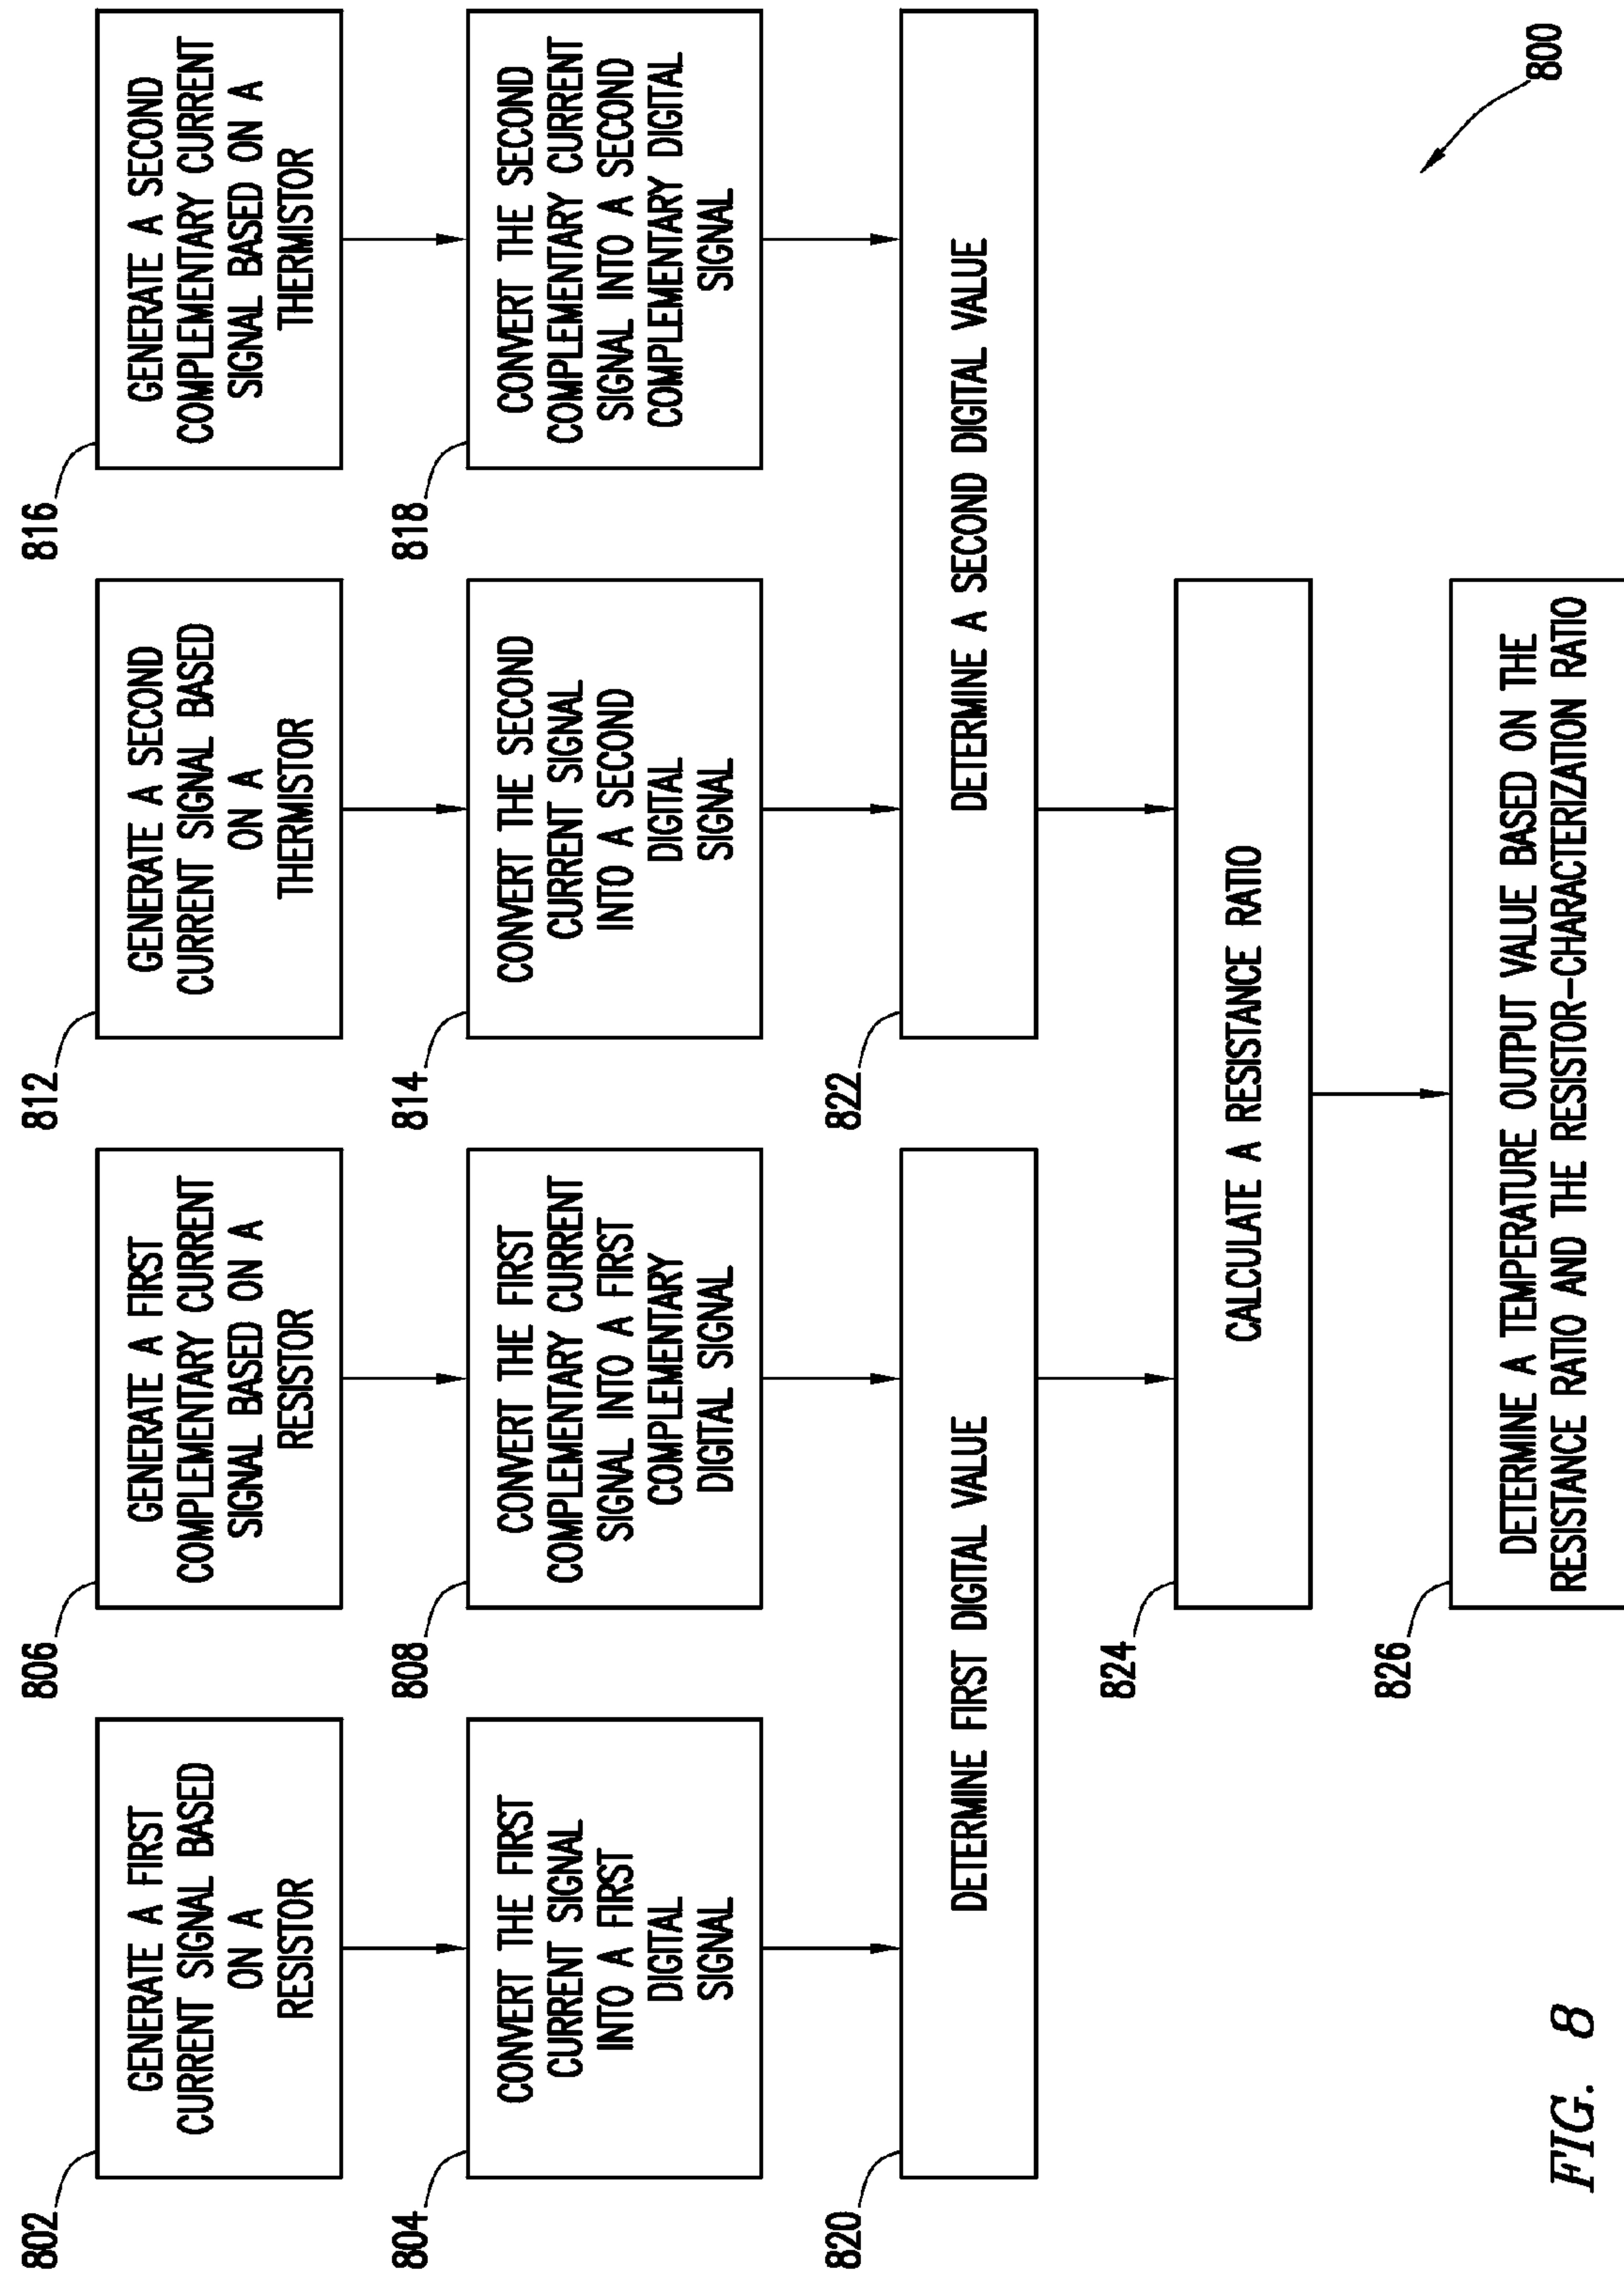 802
GENERATE A FIRST
CURRENT SIGNAL BASED
ON A
RESISTOR
806
GENERATE A FIRST
COMPLEMENTARY CURRENT
SIGNAL BASED ON A
RESISTOR
812
GENERATE A SECOND
CURRENT SIGNAL BASED
ON A
THERMISTOR
816
GENERATE A SECOND
COMPLEMENTARY CURRENT
SIGNAL BASED ON A
THERMISTOR
804
CONVERT THE FIRST
CURRENT SIGNAL
INTO A FIRST
DIGITAL
SIGNAL
808
CONVERT THE FIRST
COMPLEMENTARY CURRENT
SIGNAL INTO A FIRST
COMPLEMENTARY
DIGITAL SIGNAL
814
CONVERT THE SECOND
CURRENT SIGNAL
INTO A SECOND
DIGITAL
SIGNAL
818
CONVERT THE SECOND
COMPLEMENTARY CURRENT
SIGNAL INTO A SECOND
COMPLEMENTARY DIGITAL
SIGNAL
820
DETERMINE FIRST DIGITAL VALUE
822
DETERMINE A SECOND DIGITAL VALUE
824
CALCULATE A RESISTANCE RATIO
826
DETERMINE A TEMPERATURE OUTPUT VALUE BASED ON THE
RESISTANCE RATIO AND THE RESISTOR-CHARACTERIZATION RATIO
800
FIG. 8